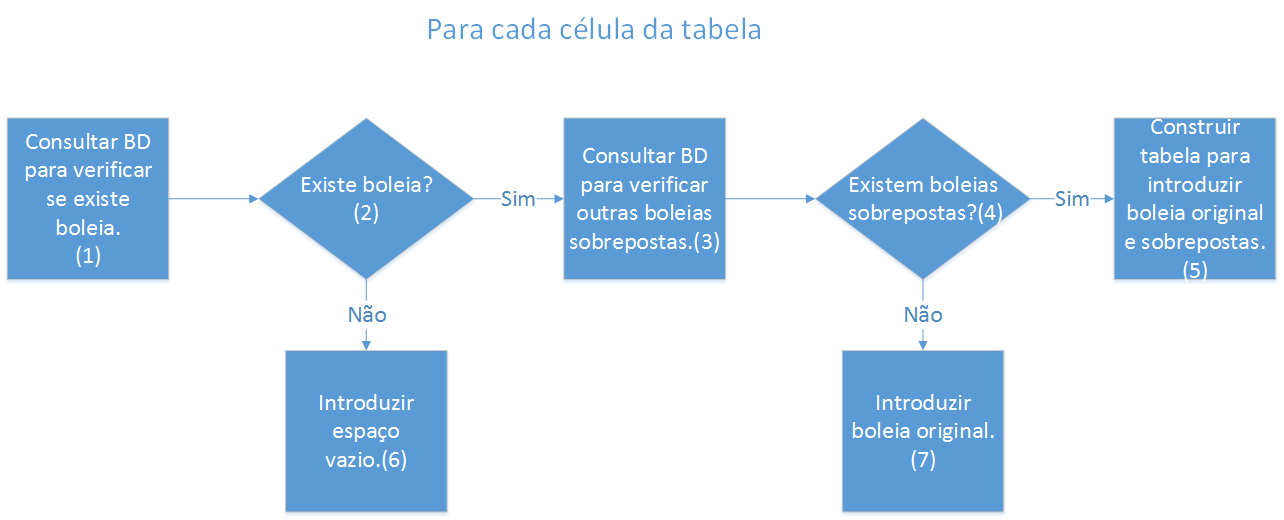 Para cada célula da tabela
Consultar BD
para verificar
se existe
boleia.
(1)
Existe boleia?
(2)
Sim
Consultar BD
para verificar
outras boleias
sobrepostas.(3)
Existem boleias
sobrepostas?(4)
Sim
Construir
tabela para
introduzir
boleia original
e sobrepostas.
(5)
Não
Introduzir
espaço
vazio.(6)
Não
Introduzir
boleia original.
(7)